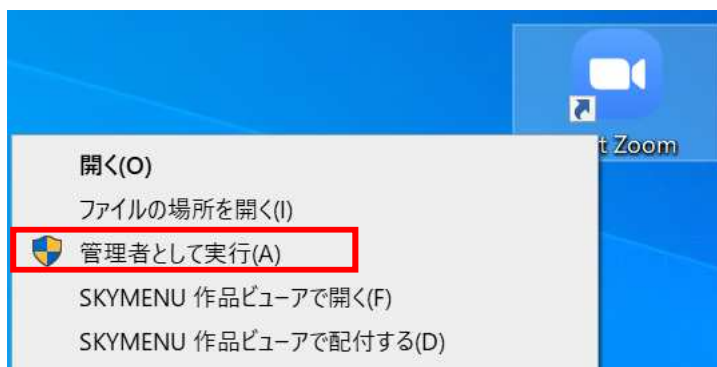 t Zoom
開く(O)
ファイルの場所を開く(I)
管理者として実行(A)
SKYMENU 作品ビューアで開く(F)
SKYMENU 作品ビューアで配付する(D)